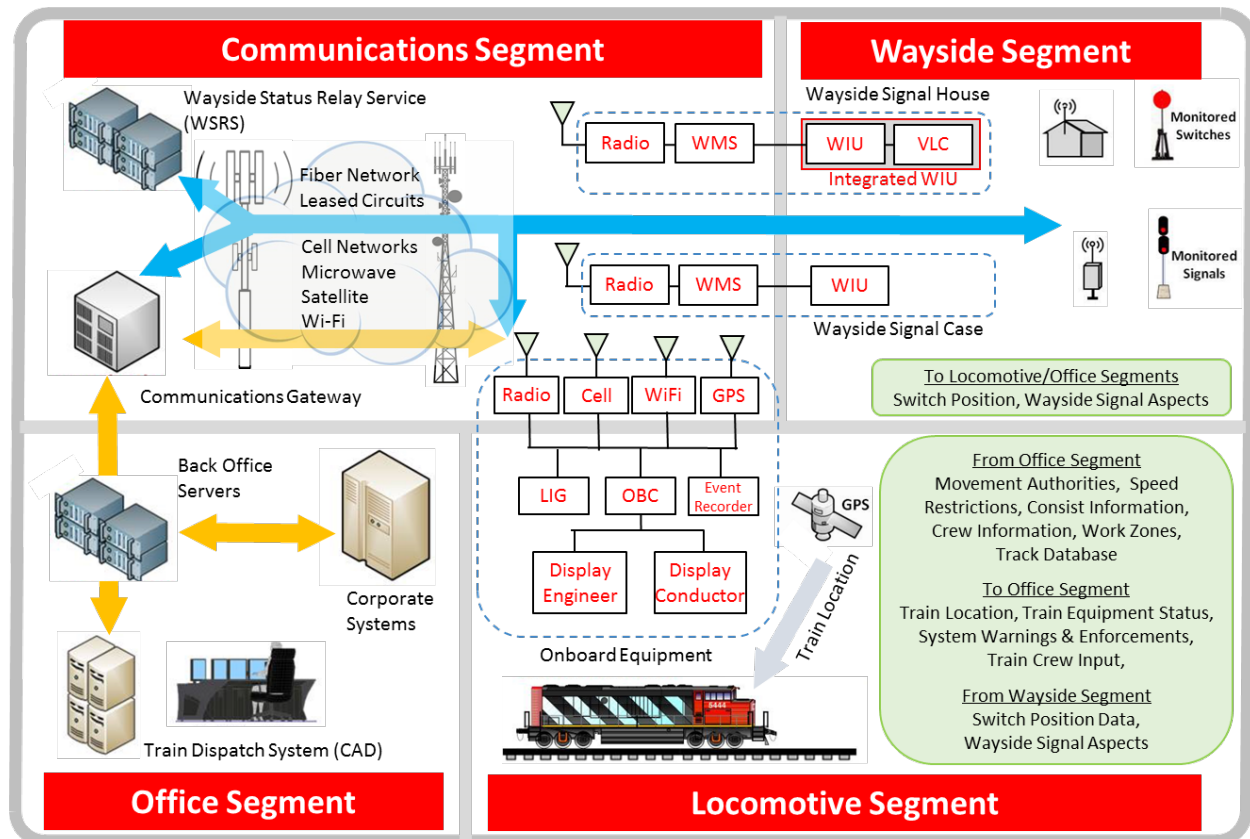 Communications Segment
Wayside Segment
Wayside Status Relay Service
(WSRS)
Fiber Network
Leased Circuits
Cell Networks
Microwave
Satellite
Wi-Fi
Communications Gateway
Wayside Signal House
Radio
WMS
WIU
VLC
Integrated WIU
Monitored
Switches
Radio
WMS
WIU
Wayside Signal Case
Monitored
Signals
To Locomotive/Office Segments
Switch Position, Wayside Signal Aspects
Back Office
Servers
Corporate
Systems
Train Dispatch System (CAD)
Office Segment
Radio
Cell
WiFi
GPS
LIG
OBC
Event
Recorder
Display
Engineer
Display
Conductor
Onboard Equipment
GPS
Train Location
5444
From Office Segment
Movement Authorities, Speed
Restrictions, Consist Information,
Crew Information, Work Zones,
Track Database
To Office Segment
Train Location, Train Equipment Status,
System Warnings & Enforcements,
Train Crew Input,
From Wayside Segment
Switch Position Data,
Wayside Signal Aspects
Locomotive Segment